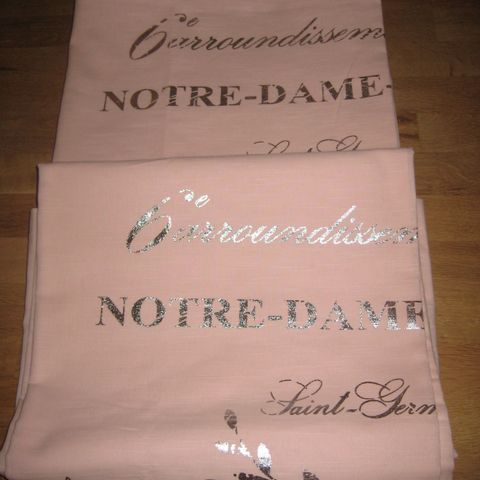 6e arroundissem
NOTRE-DAME-
6e arroundissem
NOTRE-DAME
Saint-Germ